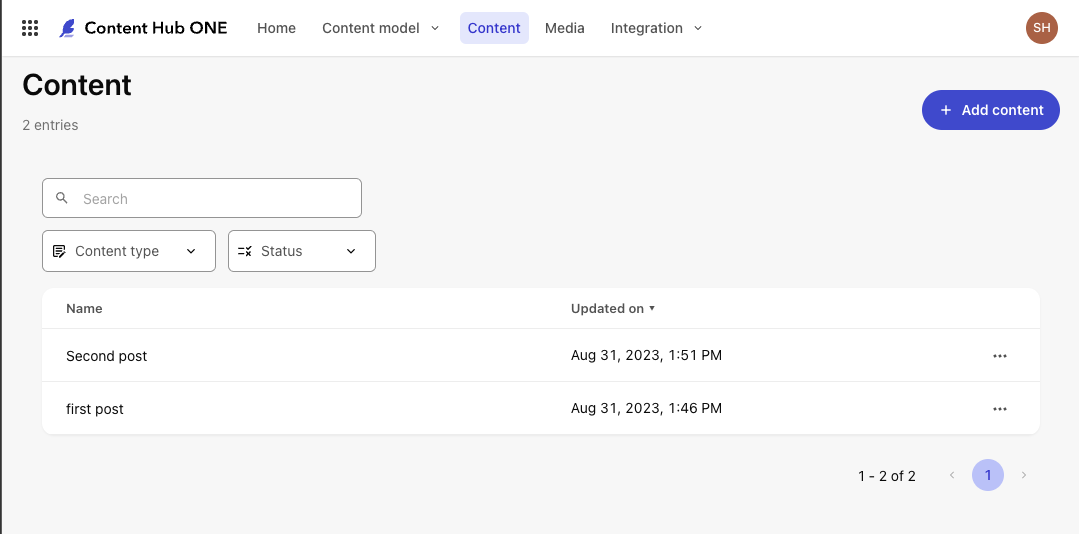 Content Hub ONE Home Content model Content Media Integration SH
Content
2 entries
+ Add content
Search
Content type Status
Name Updated on
Second post Aug 31, 2023, 1:51 PM
first post Aug 31, 2023, 1:46 PM
1 - 2 of 2 1